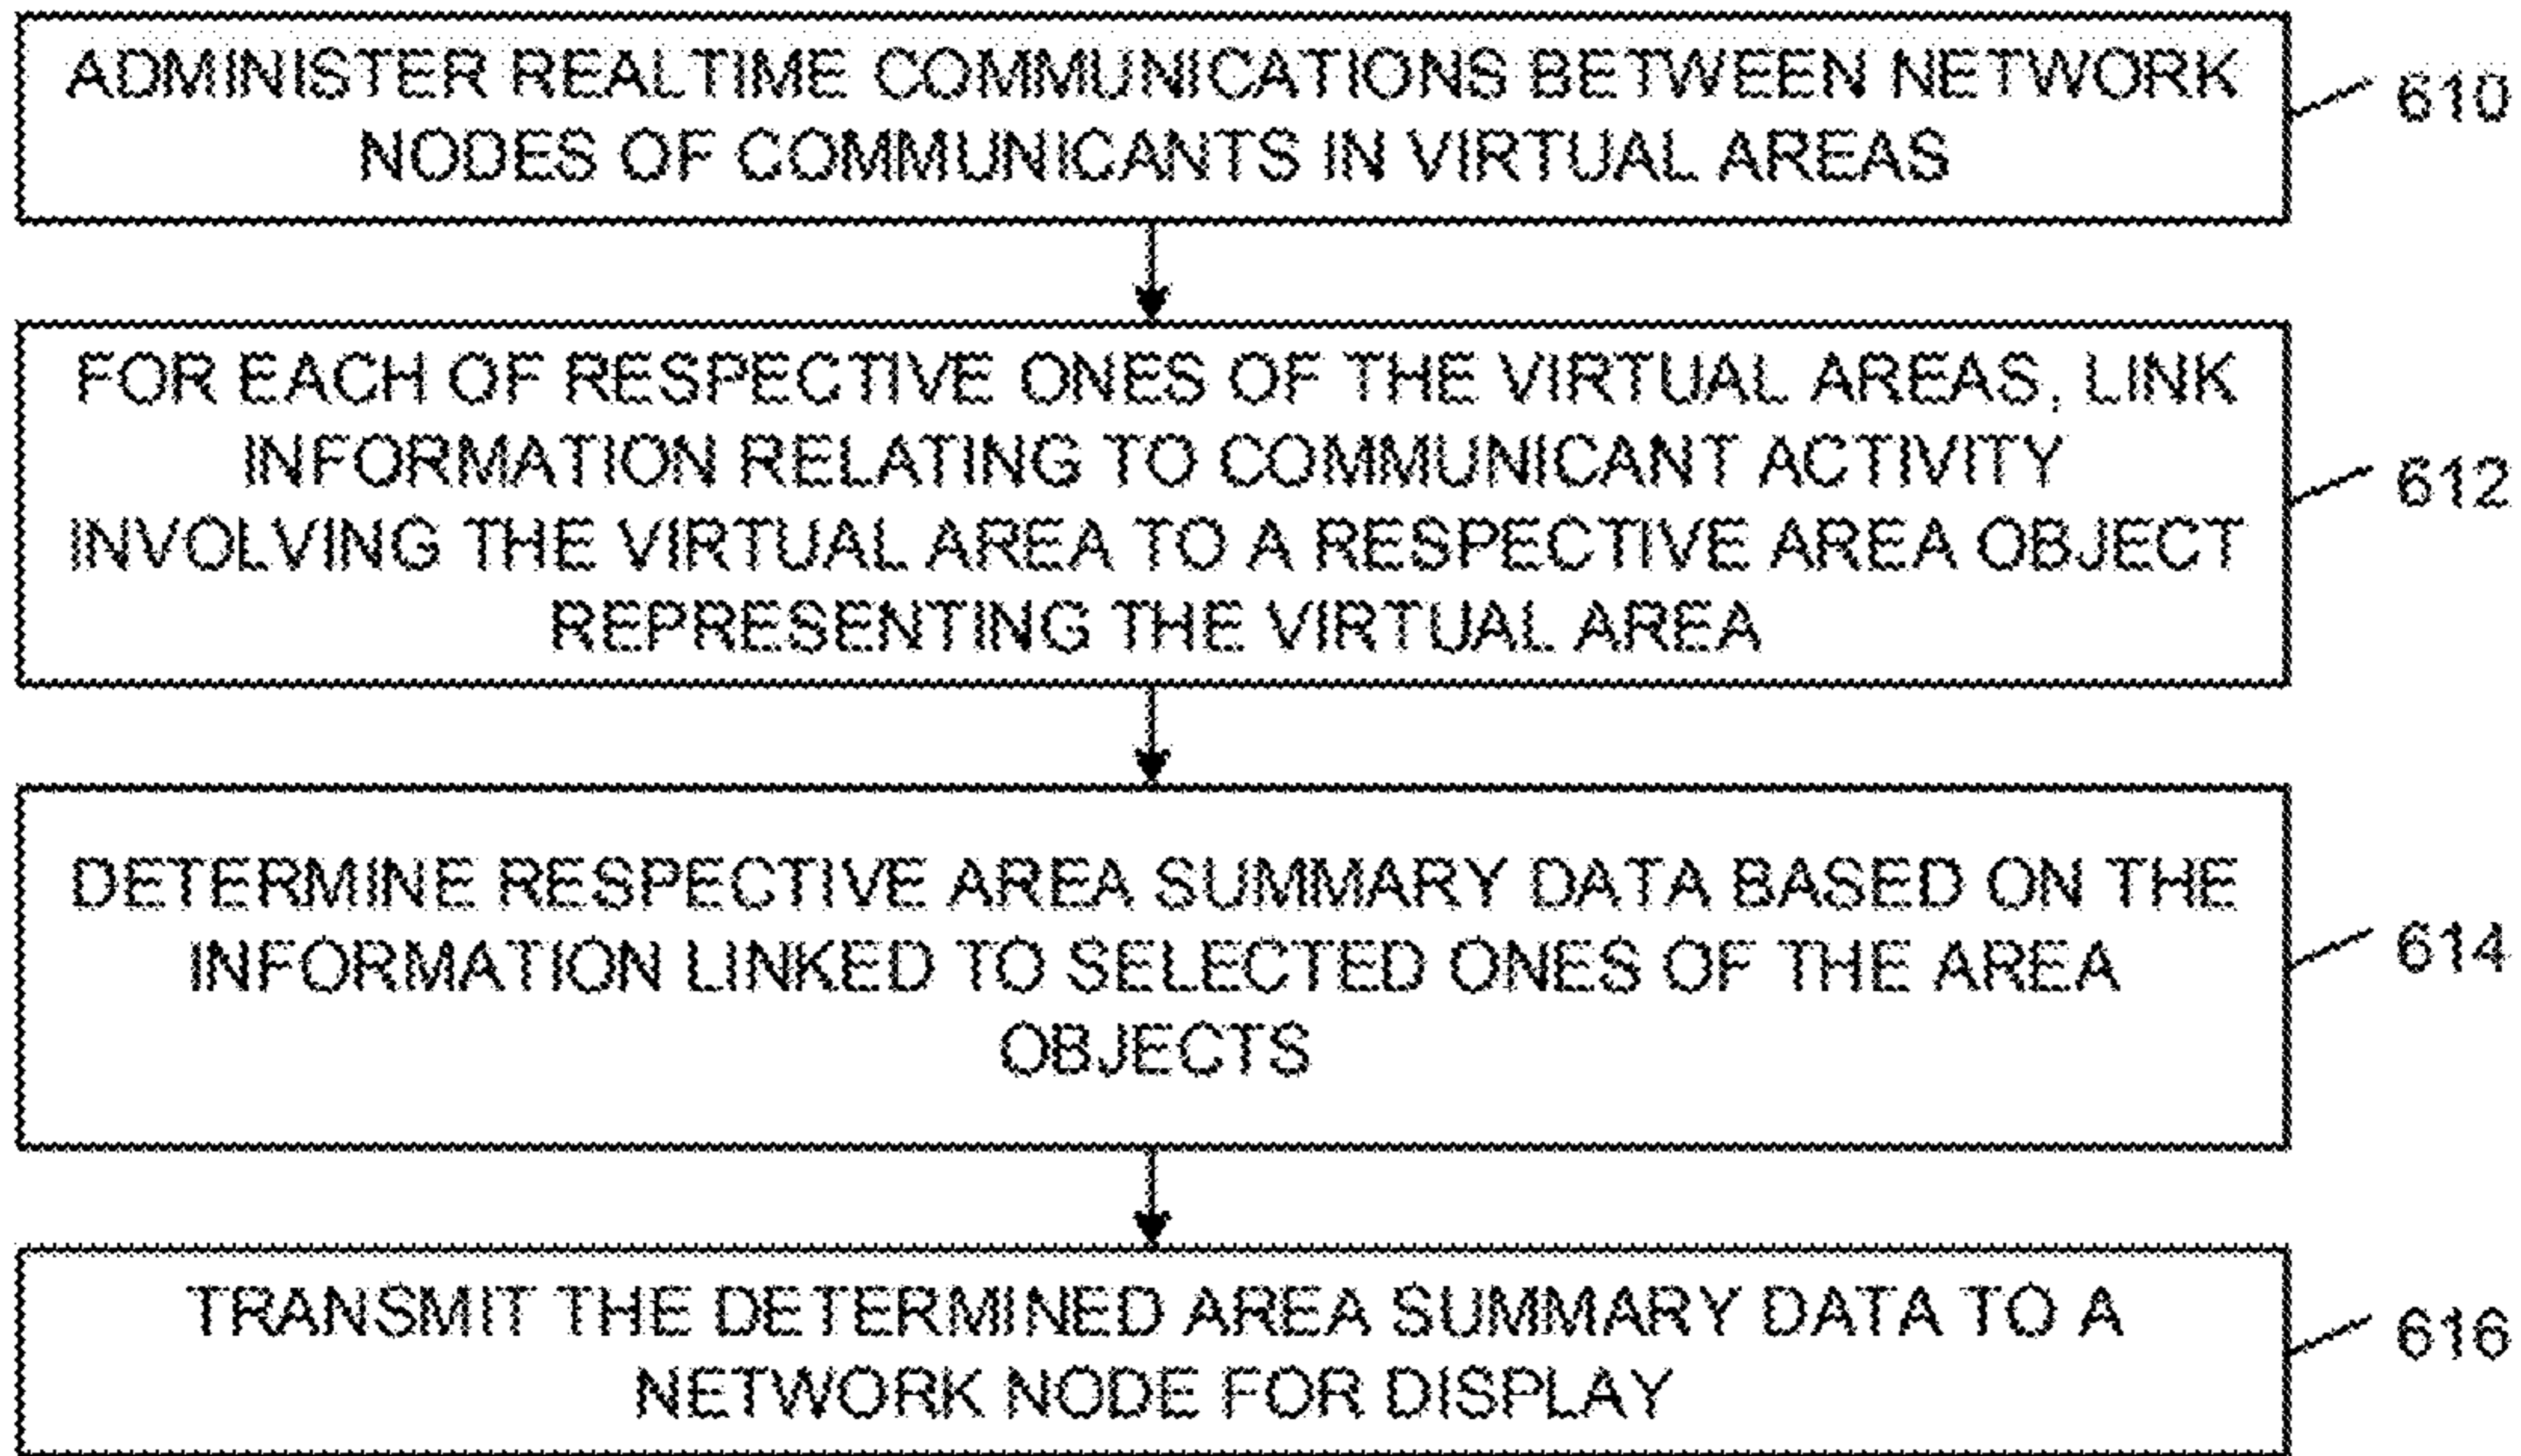 ADMINISTER REALTIME COMMUNICATIONS BETWEEN NETWORK
NODES OF COMMUNICANTS IN VIRTUAL AREAS
610
FOR EACH OF RESPECTIVE ONES OF THE VIRTUAL AREAS, LINK
INFORMATION RELATING TO COMMUNICANT ACTIVITY
INVOLVING THE VIRTUAL AREA TO A RESPECTIVE AREA OBJECT
REPRESENTING THE VIRTUAL AREA
612
DETERMINE RESPECTIVE AREA SUMMARY DATA BASED ON THE
INFORMATION LINKED TO SELECTED ONES OF THE AREA
OBJECTS
614
TRANSMIT THE DETERMINED AREA SUMMARY DATA TO A
NETWORK NODE FOR DISPLAY
616